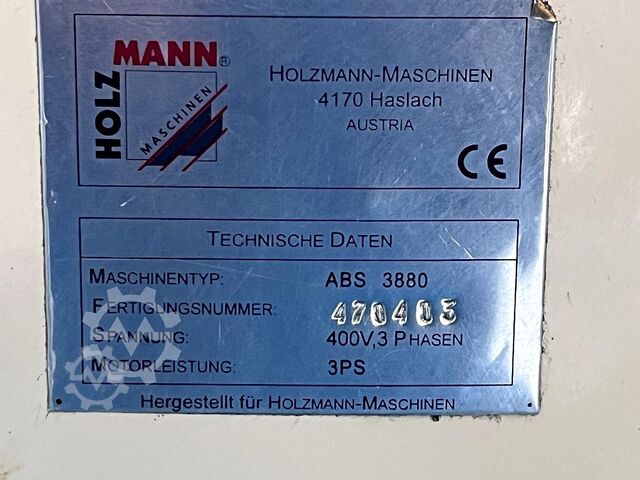 HOLZ
MANN®
MASCHINEN
HOLZMANN-MASCHINEN
4170 Haslach
AUSTRIA
CE
TECHNISCHE DATEN
MASCHINENTYP: ABS 3880
FERTIGUNGSNUMMER: 470403
SPANNUNG: 400V,3 PHASEN
MOTORLEISTUNG: 3PS
Hergestellt für HOLZMANN-MASCHINEN